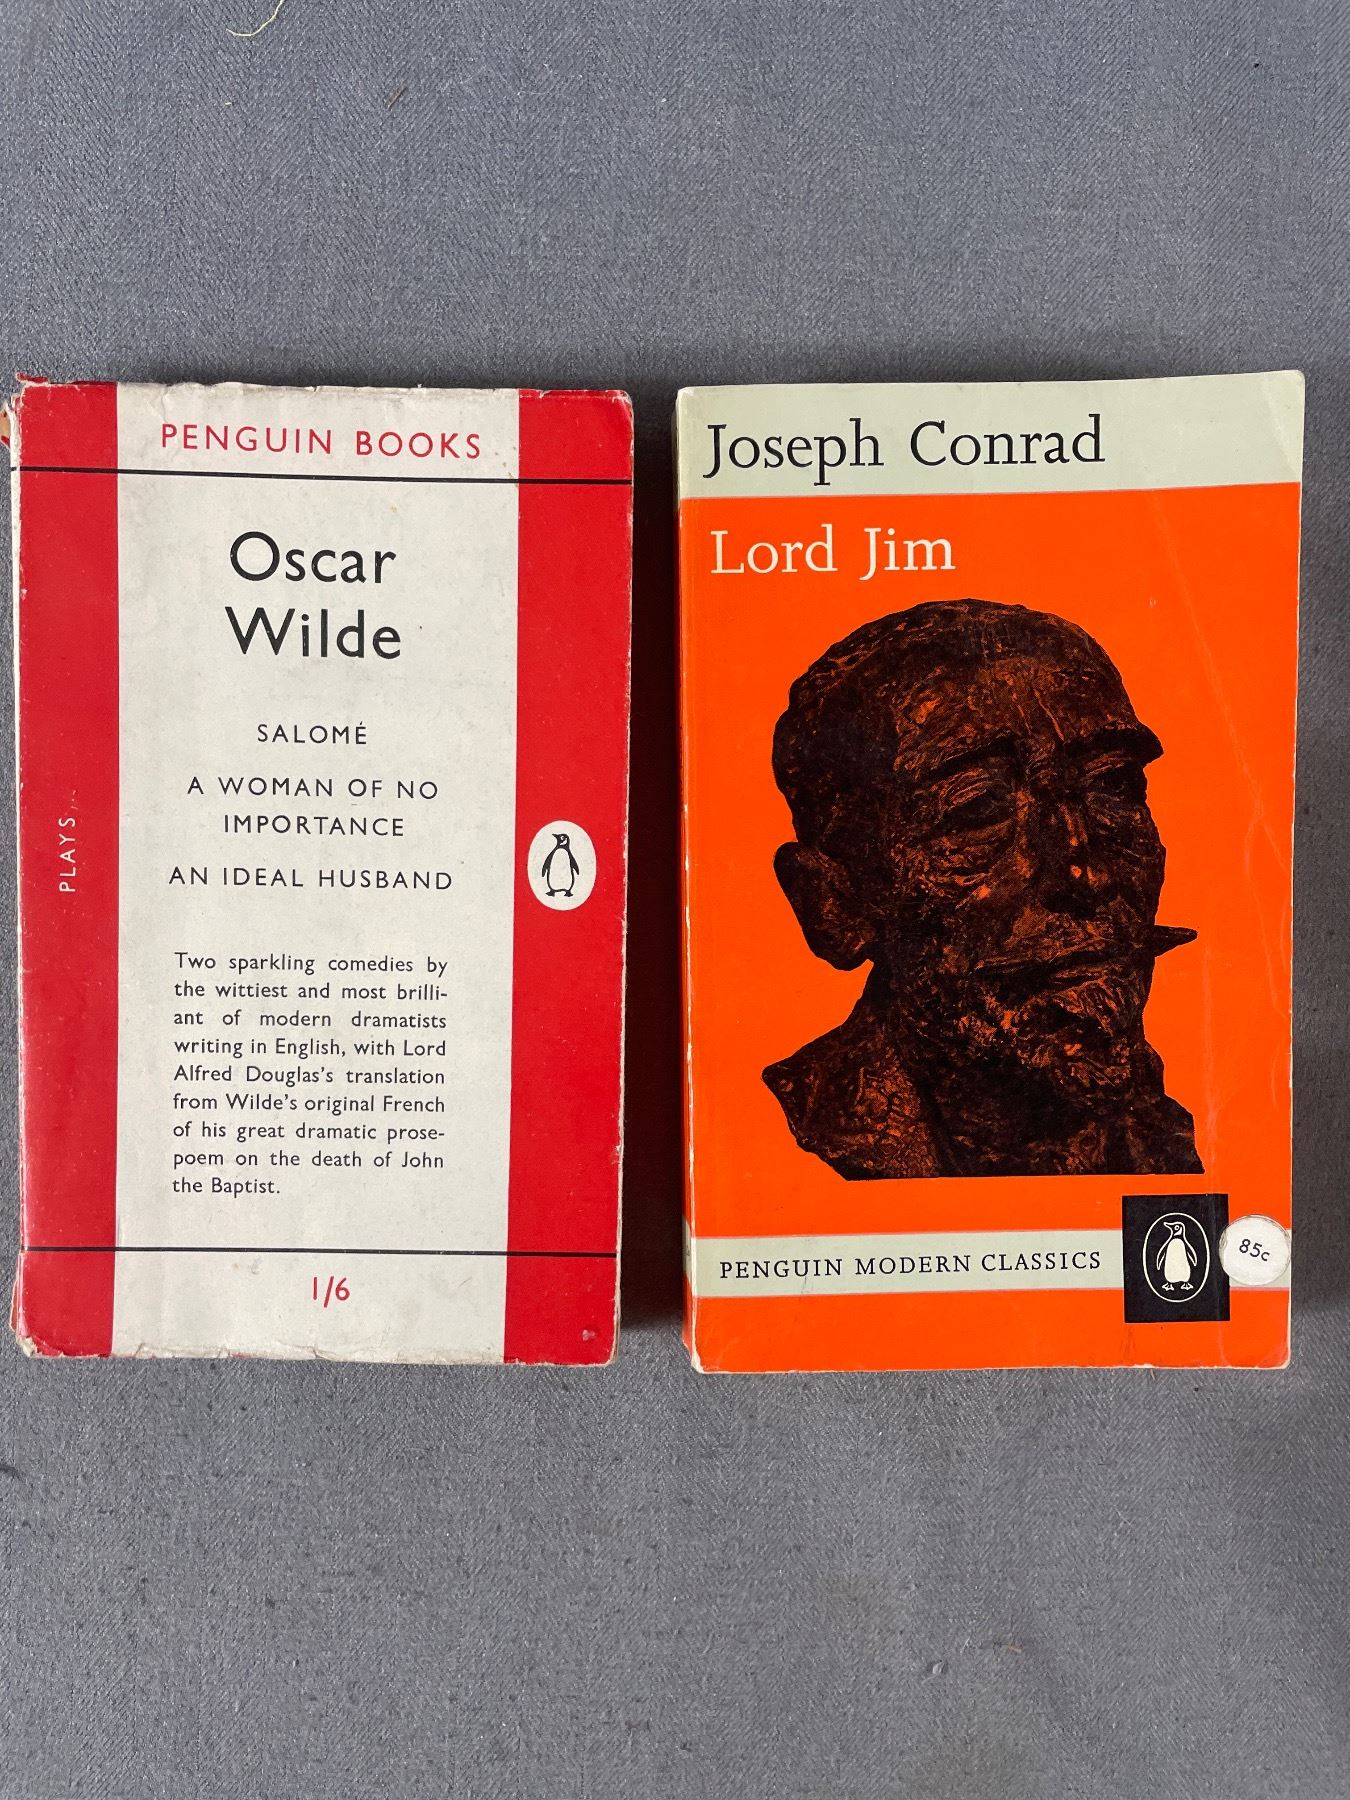 PENGUIN BOOKS
Oscar
Wilde
SALOMÉ
A WOMAN OF NO
IMPORTANCE
AN IDEAL HUSBAND
PLAYS
Two sparkling comedies by
the wittiest and most brilli-
ant of modern dramatists
writing in English, with Lord
Alfred Douglas's translation
from Wilde's original French
of his great dramatic prose-
poem on the death of John
the Baptist.
1/6
Joseph Conrad
Lord Jim
PENGUIN MODERN CLASSICS
85c